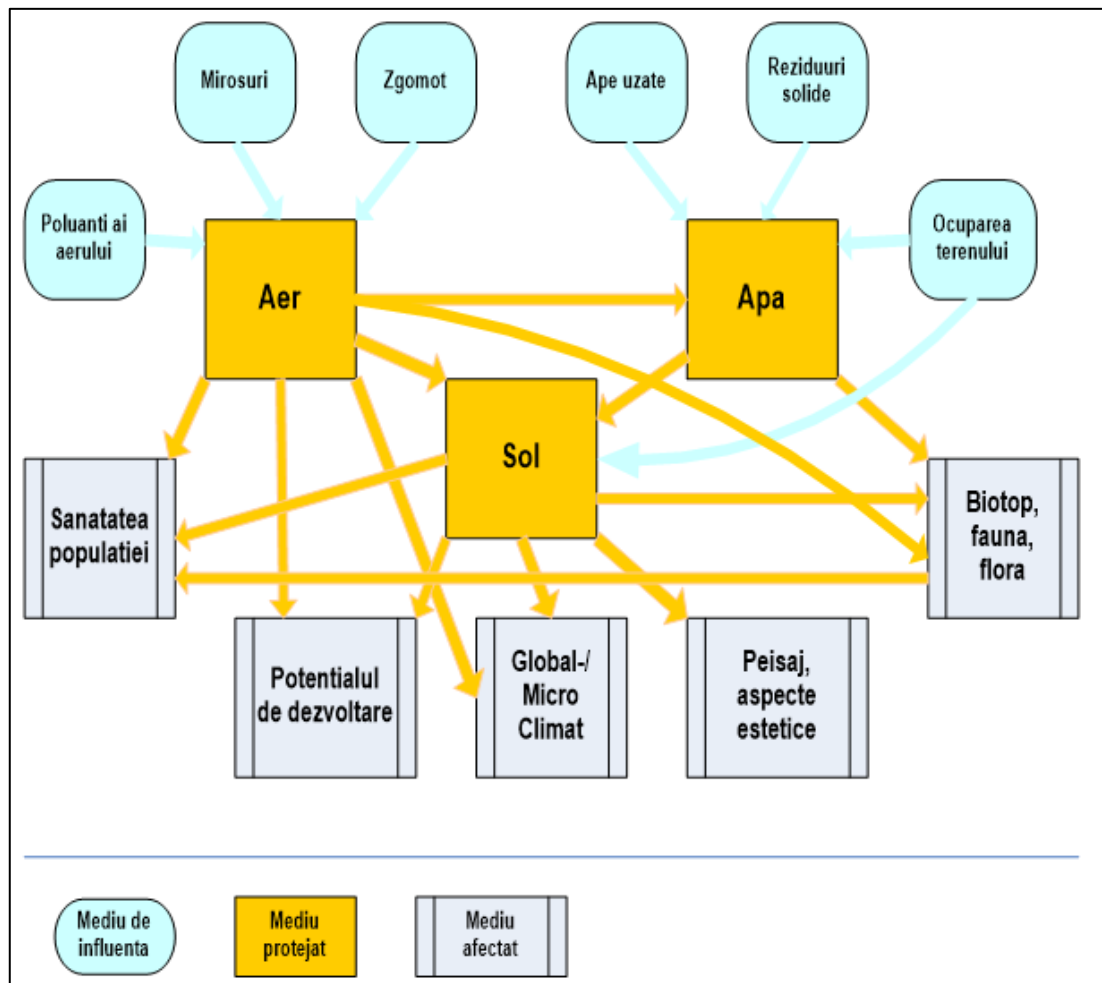 Mirosuri
Zgomot
Ape uzate
Reziduuri
solide
Poluanti ai
aerului
Ocuparea
terenului
Aer
Apa
Sol
Sanatatea
populatiei
Biotop,
fauna,
flora
Potentialul
de dezvoltare
Global-/
Micro
Climat
Peisaj,
aspecte
estetice
Mediu de
influenta
Mediu
protejat
Mediu
afectat